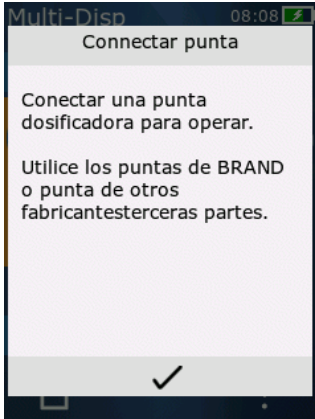 Multi-Disp 08:08
Connectar punta
Conectar una punta
dosificadora para operar.
Utilice los puntas de BRAND
o punta de otros
fabricantesterceras partes.